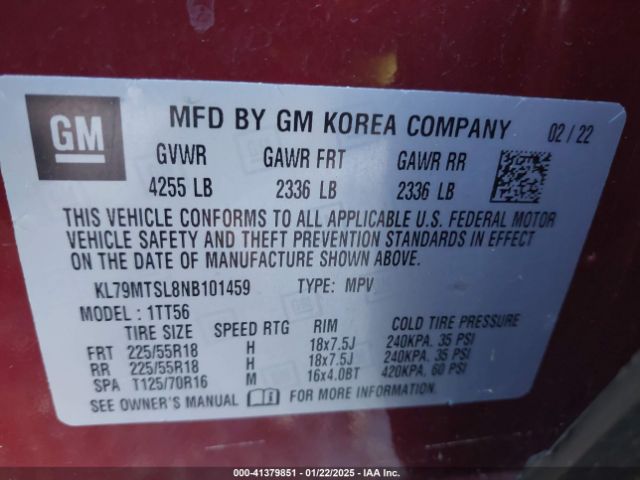 GM
MFD BY GM KOREA COMPANY 02 / 22
GVWR GAWR FRT GAWR RR
4255 LB 2336 LB 2336 LB
THIS VEHICLE CONFORMS TO ALL APPLICABLE U.S. FEDERAL MOTOR
VEHICLE SAFETY AND THEFT PREVENTION STANDARDS IN EFFECT
ON THE DATE OF MANUFACTURE SHOWN ABOVE.
KL79MTSL8NB101459 TYPE: MPV
MODEL : 1TT56
TIRE SIZE SPEED RTG RIM COLD TIRE PRESSURE
FRT 225/55R18 H 18x7.5J 240KPA. 35 PSI
RR 225/55R18 H 18x7.5J 240KPA. 35 PSI
SPA T125/70R16 M 16x4.0BT 420KPA. 60 PSI
SEE OWNER'S MANUAL FOR MORE INFORMATION.
000-41379851 | 01/22/2025 | IAA Inc.